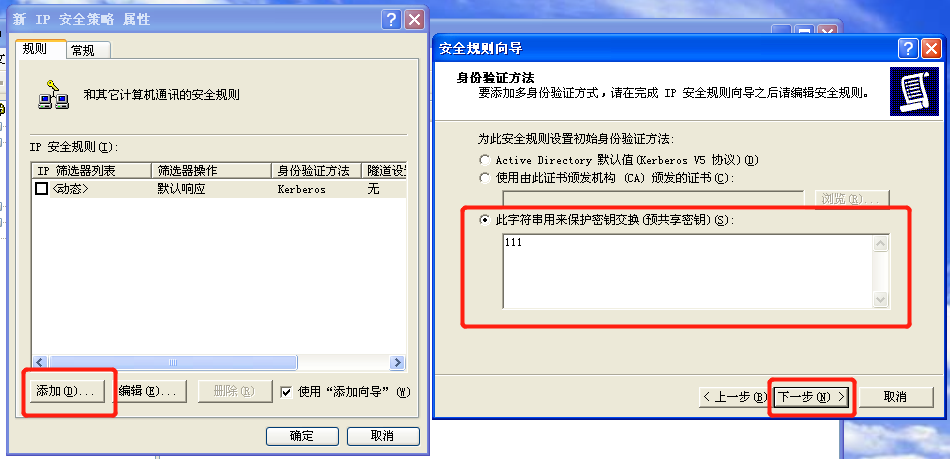 新 IP 安全策略 属性
规则
常规
和其它计算机通讯的安全规则
IP 安全规则(I):
IP 筛选器列表 筛选器操作 身份验证方法 隧道设
<动态> 默认响应 Kerberos 无
添加(D)... 编辑(E)... 删除(R) 使用“添加向导”(W)
确定 取消
安全规则向导
身份验证方法
要添加多身份验证方式,请在完成 IP 安全规则向导之后请编辑安全规则。
为此安全规则设置初始身份验证方法:
Active Directory 默认值(Kerberos V5 协议)(D)
使用由此证书颁发机构 (CA) 颁发的证书(C):
浏览(R)...
此字符串用来保护密钥交换(预共享密钥)(S):
111
< 上一步(B) 下一步(N) > 取消